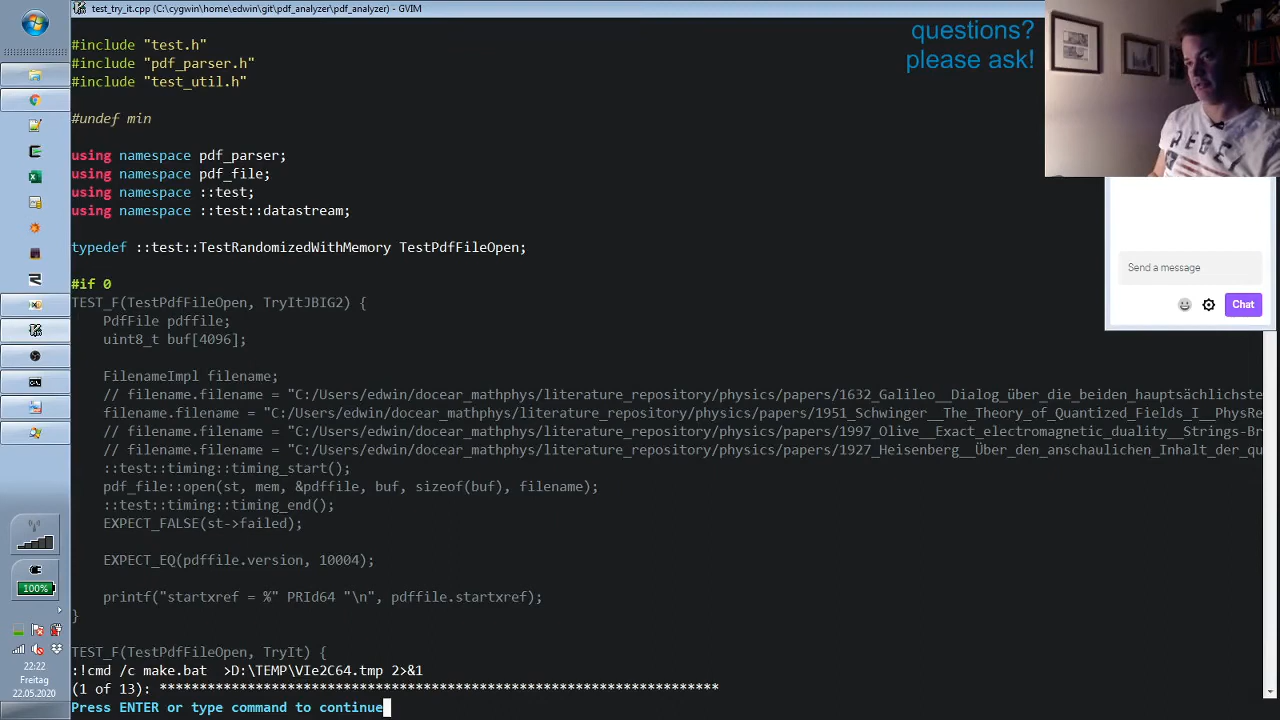 test_try_it.cpp (C:\cygwin\home\edwin\git\pdf_analyzer\pdf_analyzer) - GVIM
questions?
please ask!
#include "test.h"
#include "pdf_parser.h"
#include "test_util.h"
#undef min
using namespace pdf_parser;
using namespace pdf_file;
using namespace ::test;
using namespace ::test::datastream;
typedef ::test::TestRandomizedWithMemory TestPdfFileOpen;
#if 0
TEST_F(TestPdfFileOpen, TryItJBIG2) {
PdfFile pdffile;
uint8_t buf[4096];
FilenameImpl filename;
// filename.filename = "C:/Users/edwin/docear_mathphys/literature_repository/physics/papers/1632_Galileo__Dialog_über_die_beiden_hauptsächlichste
filename.filename = "C:/Users/edwin/docear_mathphys/literature_repository/physics/papers/1951_Schwinger__The_Theory_of_Quantized_Fields_I__PhysRe
// filename.filename = "C:/Users/edwin/docear_mathphys/literature_repository/physics/papers/1997_Olive__Exact_electromagnetic_duality__Strings-Br
// filename.filename = "C:/Users/edwin/docear_mathphys/literature_repository/physics/papers/1927_Heisenberg__Über_den_anschaulichen_Inhalt_der_qu
::test::timing::timing_start();
pdf_file::open(st, mem, &pdffile, buf, sizeof(buf), filename);
::test::timing::timing_end();
EXPECT_FALSE(st->failed);
EXPECT_EQ(pdffile.version, 10004);
printf("startxref = %" PRId64 "\n", pdffile.startxref);
}
TEST_F(TestPdfFileOpen, TryIt) {
:!cmd /c make.bat  >D:\TEMP\VIe2C64.tmp 2>&1
(1 of 13): **********************************************************************
Press ENTER or type command to continue
Send a message
Chat
100%
22:22
Freitag
22.05.2020